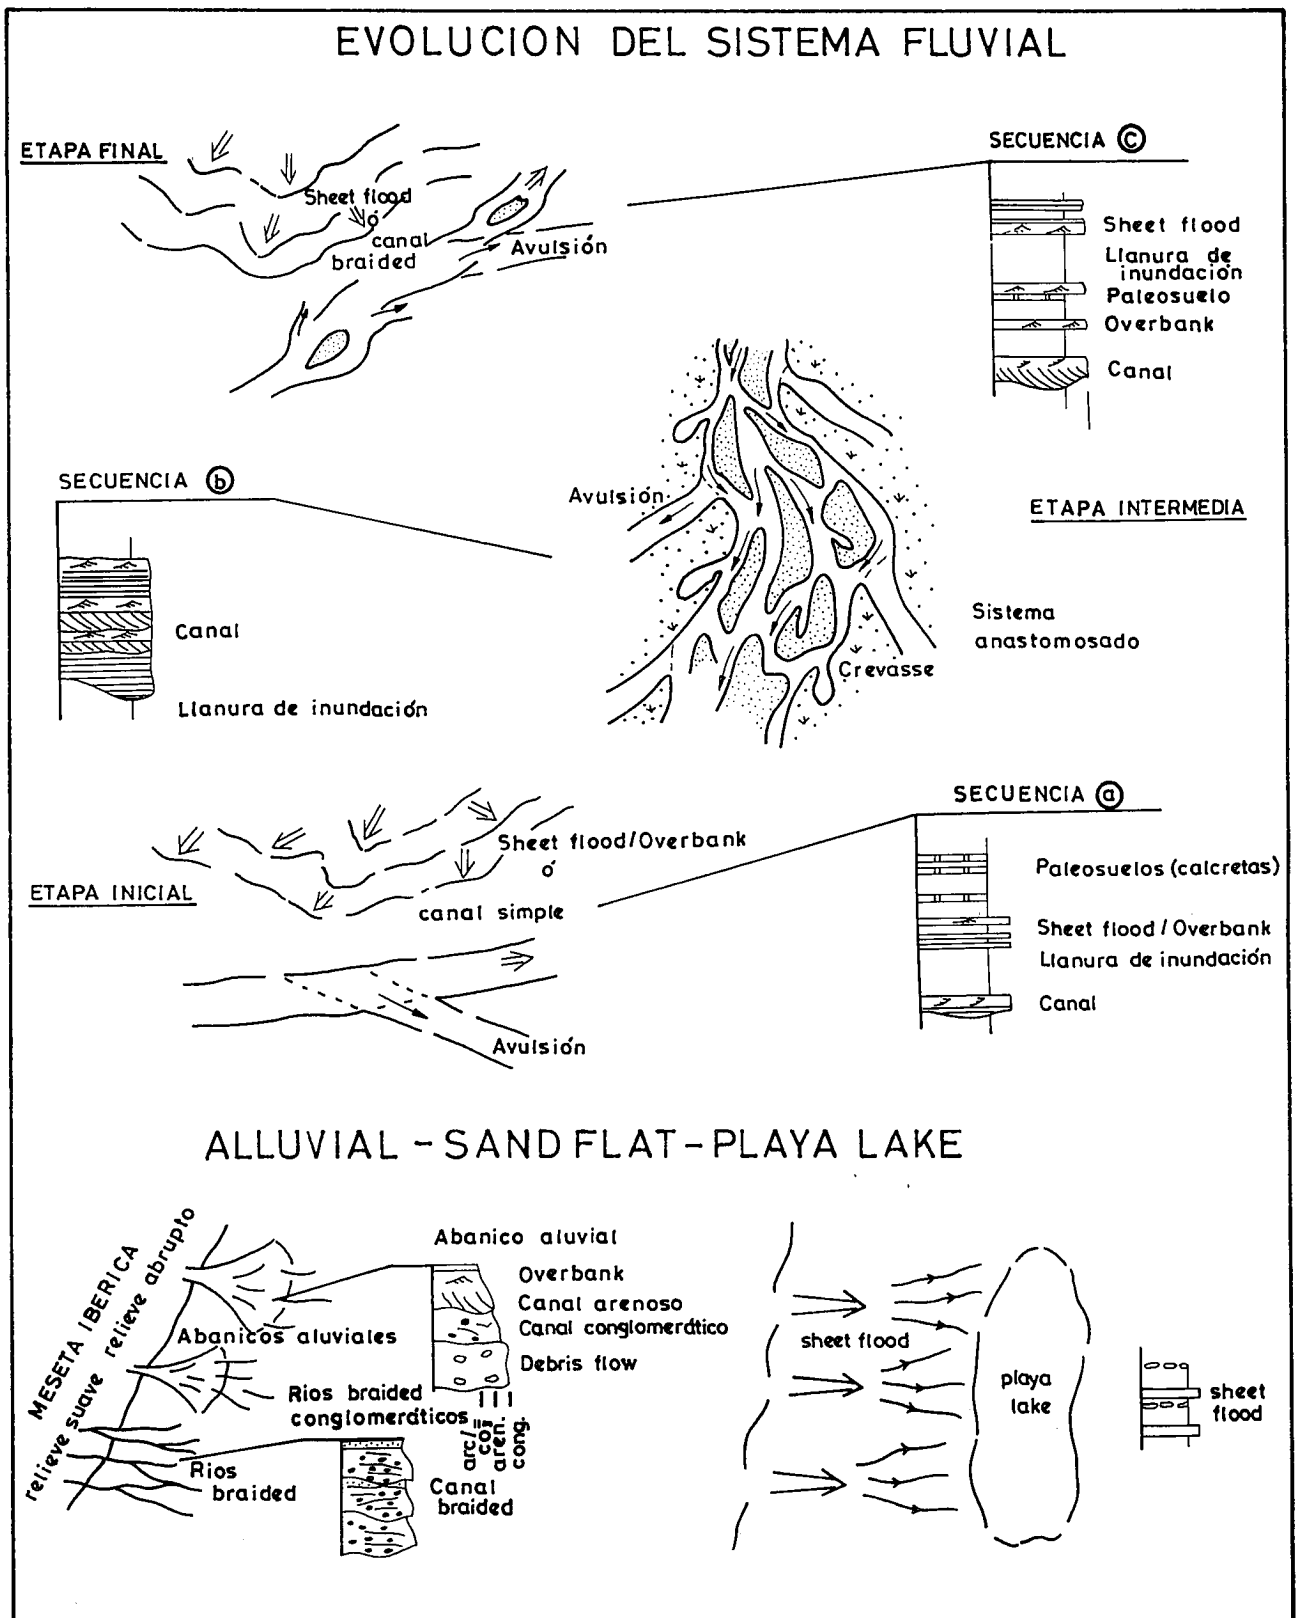 EVOLUCION DEL SISTEMA FLUVIAL
ETAPA FINAL
Sheet flood
ó
canal
braided
Avulsión
SECUENCIA c
Sheet flood
Llanura de
inundación
Paleosuelo
Overbank
Canal
SECUENCIA b
Canal
Llanura de inundación
Avulsión
ETAPA INTERMEDIA
Sistema
anastomosado
Crevasse
ETAPA INICIAL
Sheet flood/Overbank
ó
canal simple
Avulsión
SECUENCIA a
Paleosuelos (calcretas)
Sheet flood / Overbank
Llanura de inundación
Canal
ALLUVIAL - SAND FLAT - PLAYA LAKE
MESETA IBERICA
relieve suave relieve abrupto
Abanicos aluviales
Rios
braided
Abanico aluvial
Overbank
Canal arenoso
Canal conglomerático
Debris flow
Rios braided
conglomeráticos
aren.
cong.
Canal
braided
sheet flood
playa
lake
sheet
flood